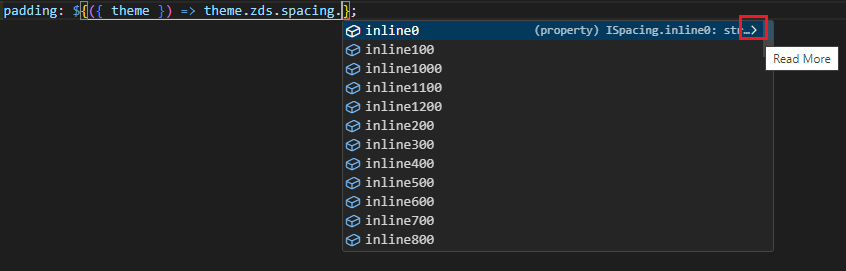 padding: ${({ theme }) => theme.zds.spacing.};
inline0 (property) ISpacing.inline0: str…>
inline100
Read More
inline1000
inline1100
inline1200
inline200
inline300
inline400
inline500
inline600
inline700
inline800